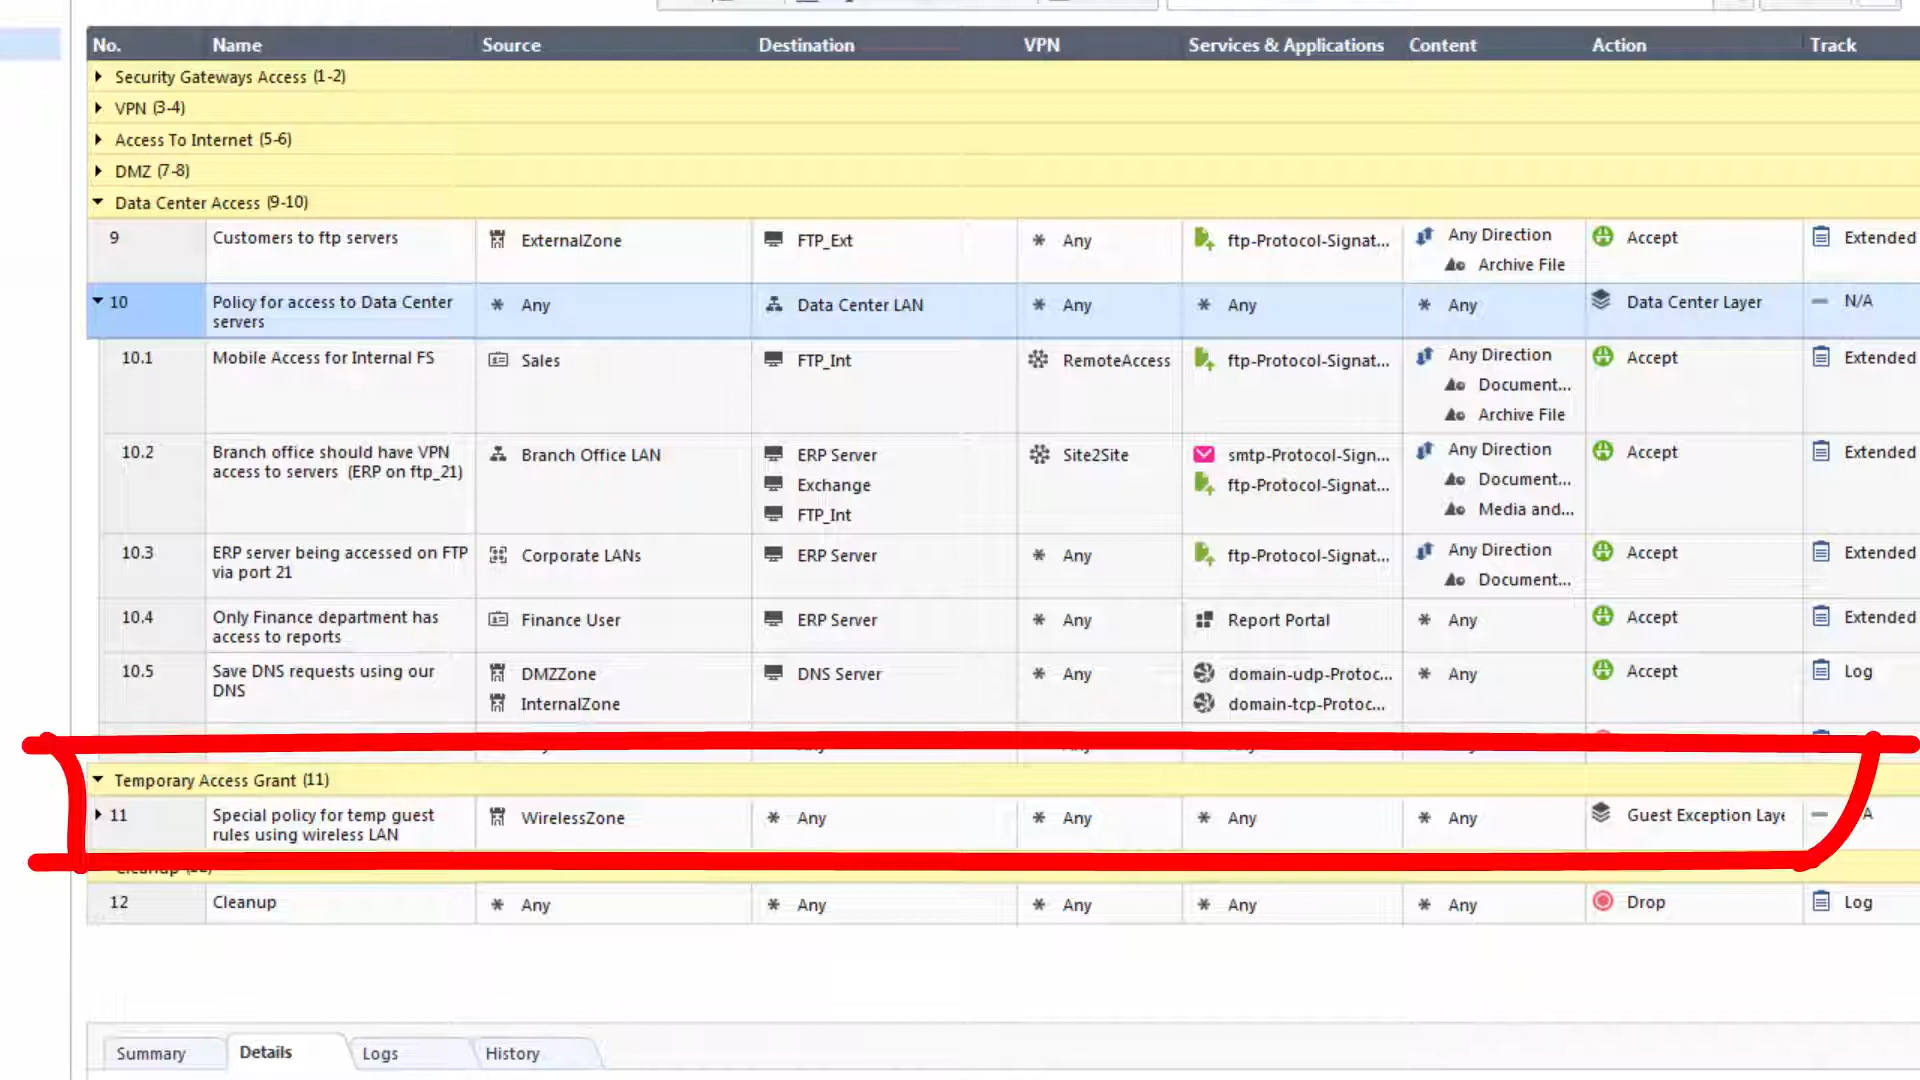 No. Name Source Destination VPN Services & Applications Content Action Track
Security Gateways Access (1-2)
VPN (3-4)
Access To Internet (5-6)
DMZ (7-8)
Data Center Access (9-10)
9 Customers to ftp servers ExternalZone FTP_Ext Any ftp-Protocol-Signat... Any Direction Accept Extended
Archive File
10 Policy for access to Data Center Any Data Center LAN Any Any Any Data Center Layer N/A
servers
10.1 Mobile Access for Internal FS Sales FTP_Int RemoteAccess ftp-Protocol-Signat... Any Direction Accept Extended
Document...
Archive File
10.2 Branch office should have VPN Branch Office LAN ERP Server Site2Site smtp-Protocol-Sign... Any Direction Accept Extended
access to servers (ERP on ftp_21) Exchange ftp-Protocol-Signat... Document...
FTP_Int Media and...
10.3 ERP server being accessed on FTP Corporate LANs ERP Server Any ftp-Protocol-Signat... Any Direction Accept Extended
via port 21 Document...
10.4 Only Finance department has Finance User ERP Server Any Report Portal Any Accept Extended
access to reports
10.5 Save DNS requests using our DMZZone DNS Server Any domain-udp-Protoc... Any Accept Log
DNS InternalZone domain-tcp-Protoc...
Temporary Access Grant (11)
11 Special policy for temp guest WirelessZone Any Any Any Any Guest Exception Laye
rules using wireless LAN
12 Cleanup Any Any Any Any Any Drop Log
Summary Details Logs History